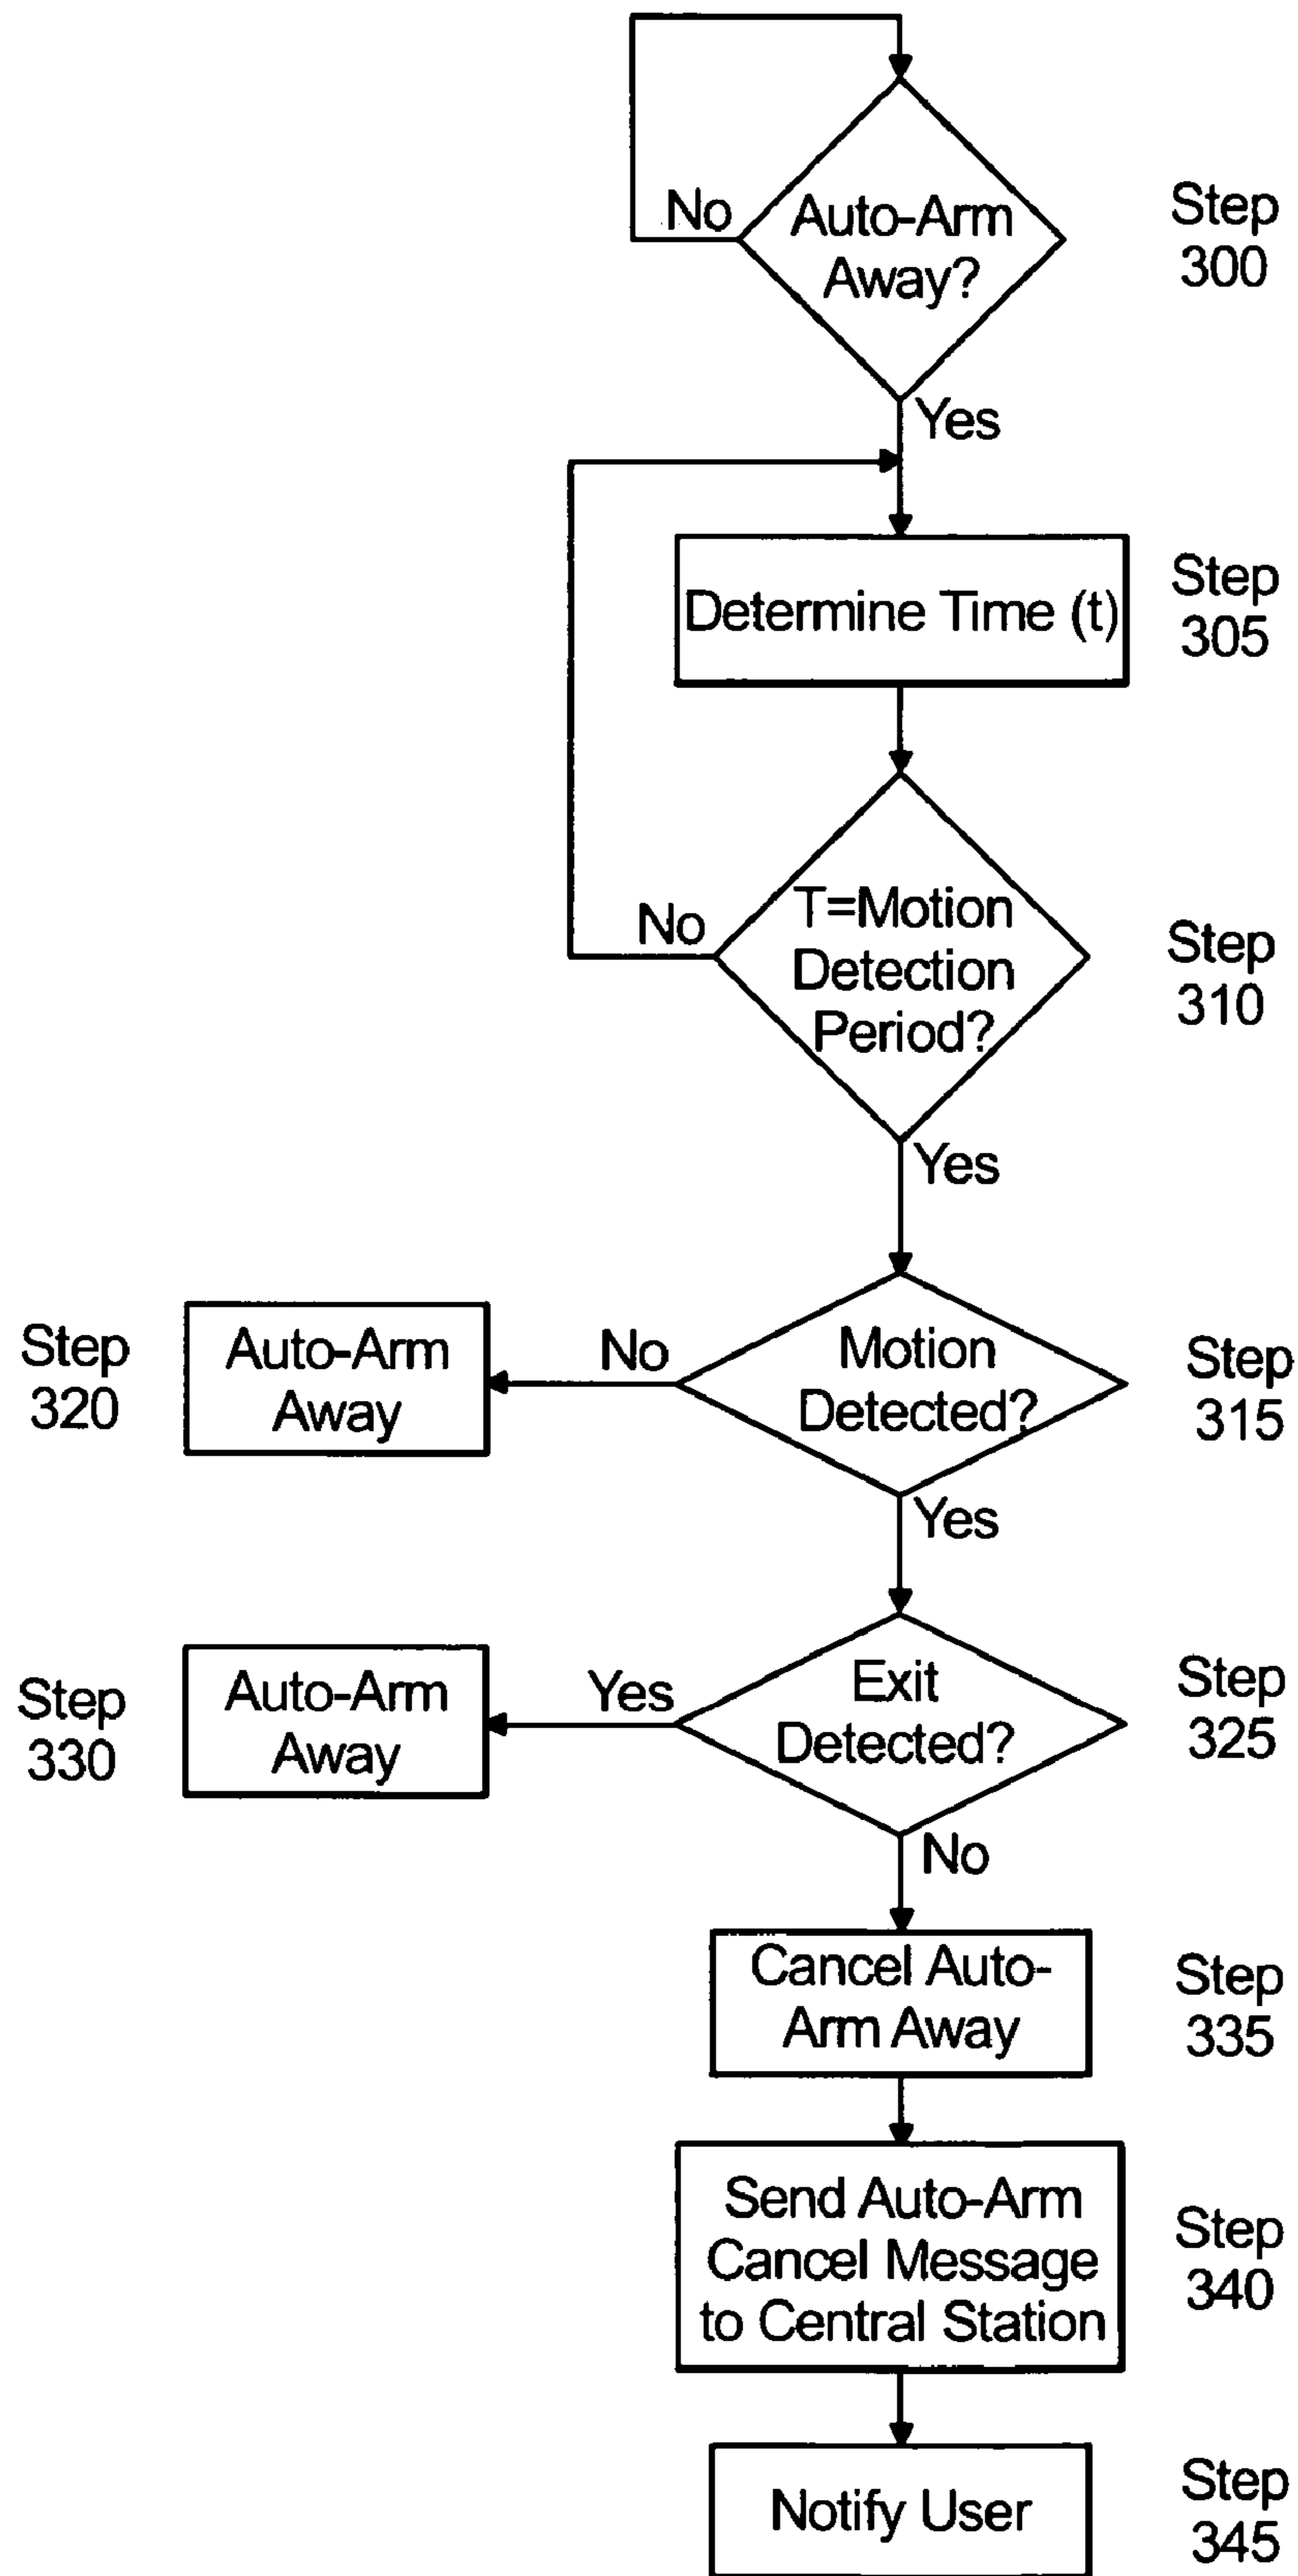 No
Auto-Arm
Away?
Step
300
Yes
Determine Time (t)
Step
305
No
T=Motion
Detection
Period?
Step
310
Yes
Step
320
Auto-Arm
Away
No
Motion
Detected?
Step
315
Yes
Step
330
Auto-Arm
Away
Yes
Exit
Detected?
Step
325
No
Cancel Auto-
Arm Away
Step
335
Send Auto-Arm
Cancel Message
to Central Station
Step
340
Notify User
Step
345